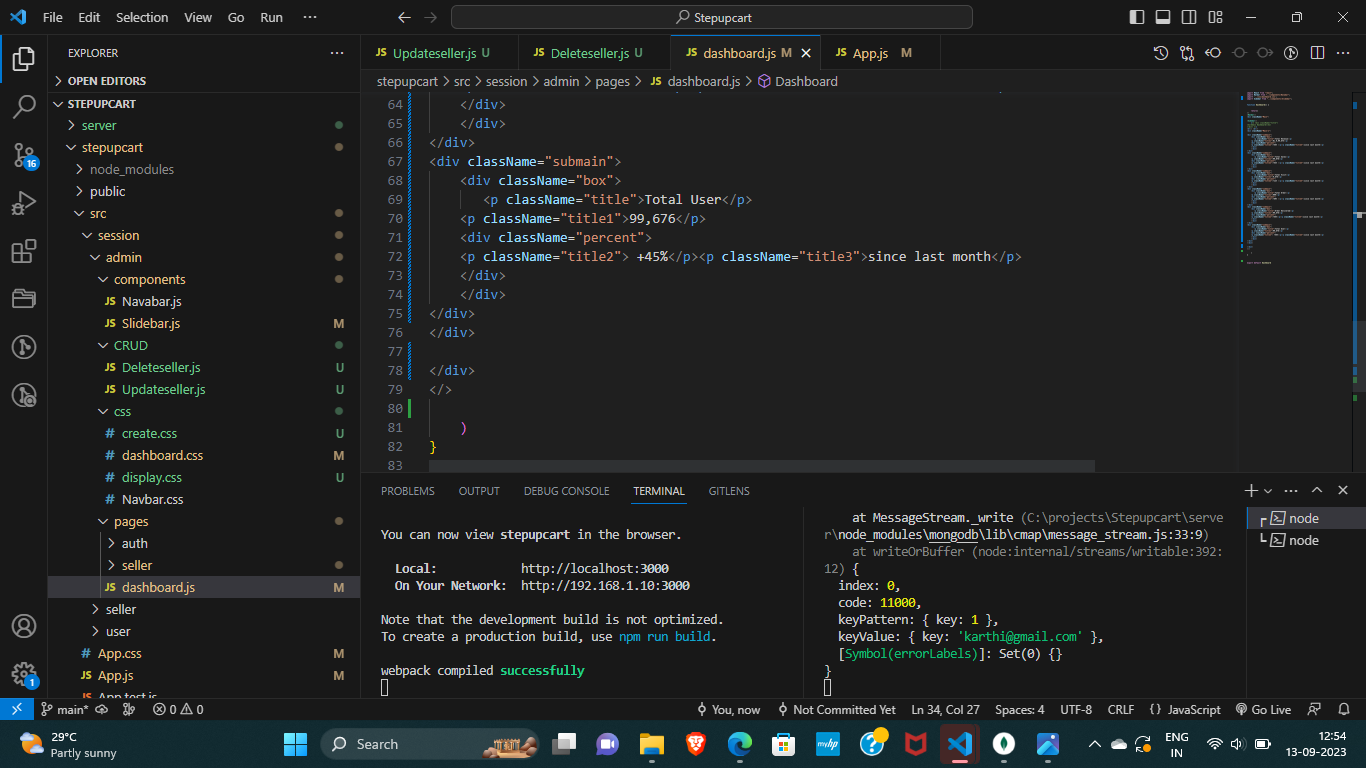 File Edit Selection View Go Run ··· Stepupcart
EXPLORER ···
OPEN EDITORS
STEPUPCART
server
stepupcart
node_modules
public
src
session
admin
components
JS Navabar.js
JS Slidebar.js M
CRUD
JS Deleteseller.js U
JS Updateseller.js U
css
# create.css U
# dashboard.css M
# display.css U
# Navbar.css
pages
auth
seller
JS dashboard.js M
seller
user
# App.css M
JS App.js M
JS App.test.js
16
1
JS Updateseller.js U JS Deleteseller.js U JS dashboard.js M JS App.js M
stepupcart > src > session > admin > pages > JS dashboard.js > Dashboard
64 </div>
65 </div>
66 </div>
67 <div className="submain">
68 <div className="box">
69 <p className="title">Total User</p>
70 <p className="title1">99,676</p>
71 <div className="percent">
72 <p className="title2"> +45%</p><p className="title3">since last month</p>
73 </div>
74 </div>
75 </div>
76 </div>
77
78 </div>
79 </>
80
81 )
82 }
83
PROBLEMS OUTPUT DEBUG CONSOLE TERMINAL GITLENS
You can now view stepupcart in the browser.
Local: http://localhost:3000
On Your Network: http://192.168.1.10:3000
Note that the development build is not optimized.
To create a production build, use npm run build.
webpack compiled successfully
at MessageStream._write (C:\projects\Stepupcart\serve
r\node_modules\mongodb\lib\cmap\message_stream.js:33:9)
at writeOrBuffer (node:internal/streams/writable:392:
12) {
index: 0,
code: 11000,
keyPattern: { key: 1 },
keyValue: { key: 'karthi@gmail.com' },
[Symbol(errorLabels)]: Set(0) {}
}
node
node
main* 0 0 You, now Not Committed Yet Ln 34, Col 27 Spaces: 4 UTF-8 CRLF {} JavaScript Go Live
29°C
Partly sunny
Search
my hp
ENG
IN
12:54
13-09-2023